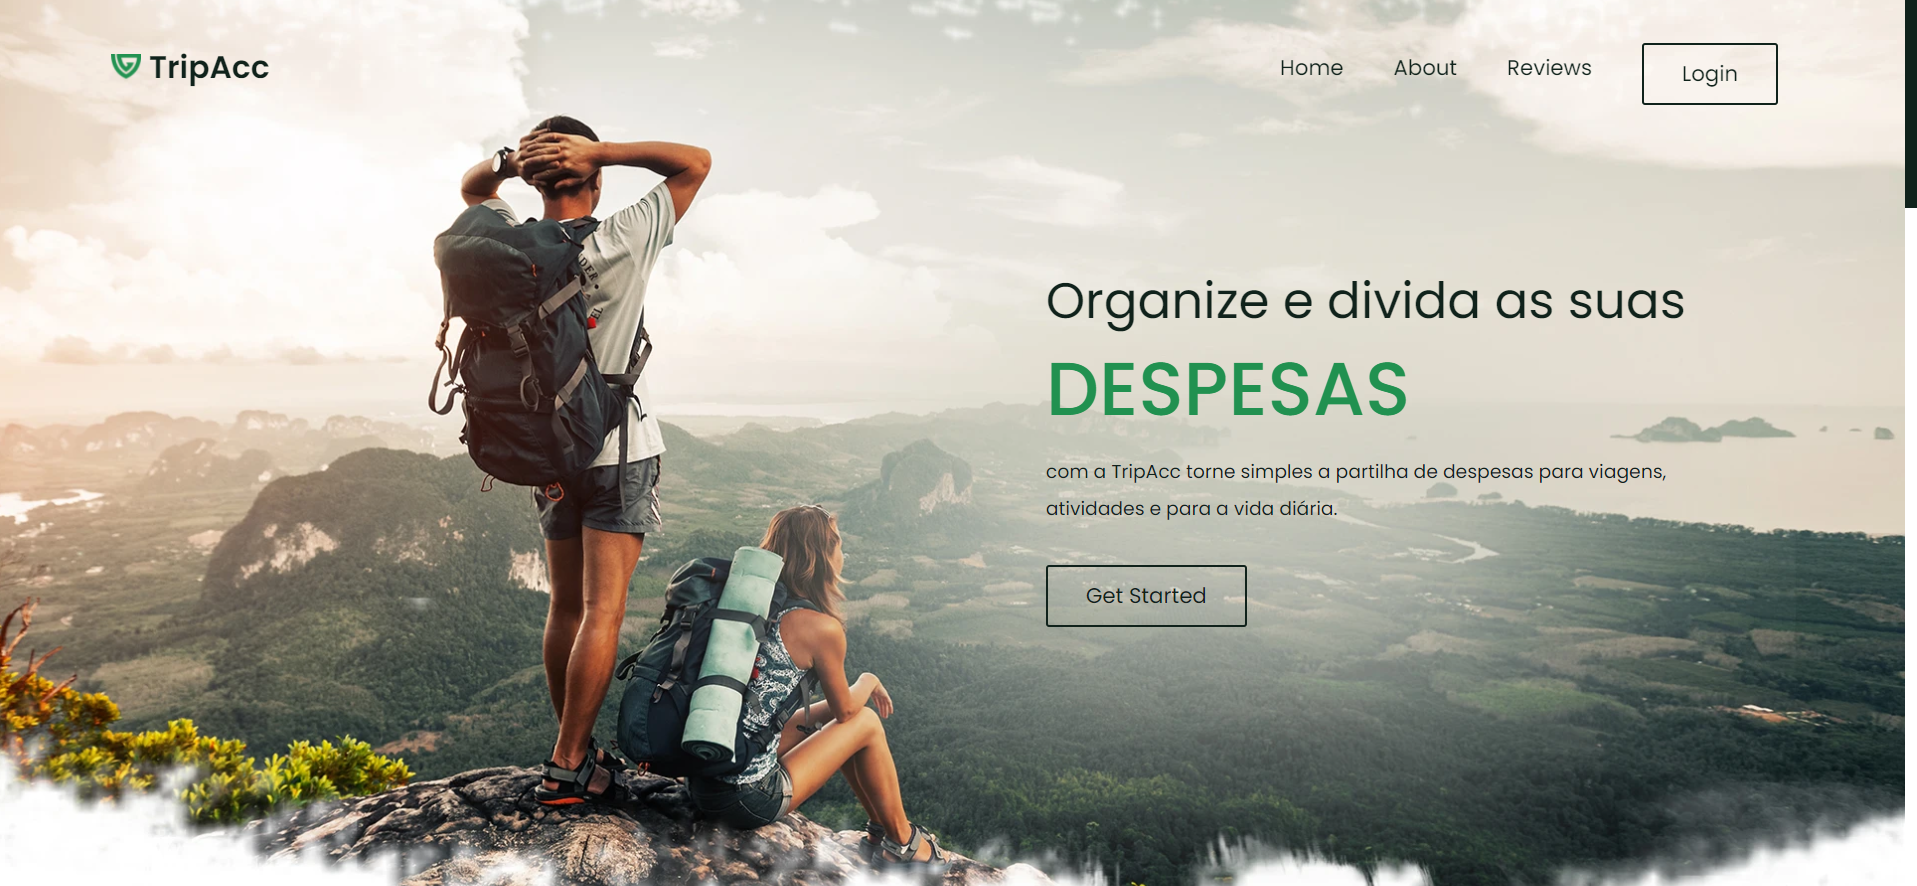 TripAcc
Home About Reviews Login
Organize e divida as suas
DESPESAS
com a TripAcc torne simples a partilha de despesas para viagens,
atividades e para a vida diária.
Get Started